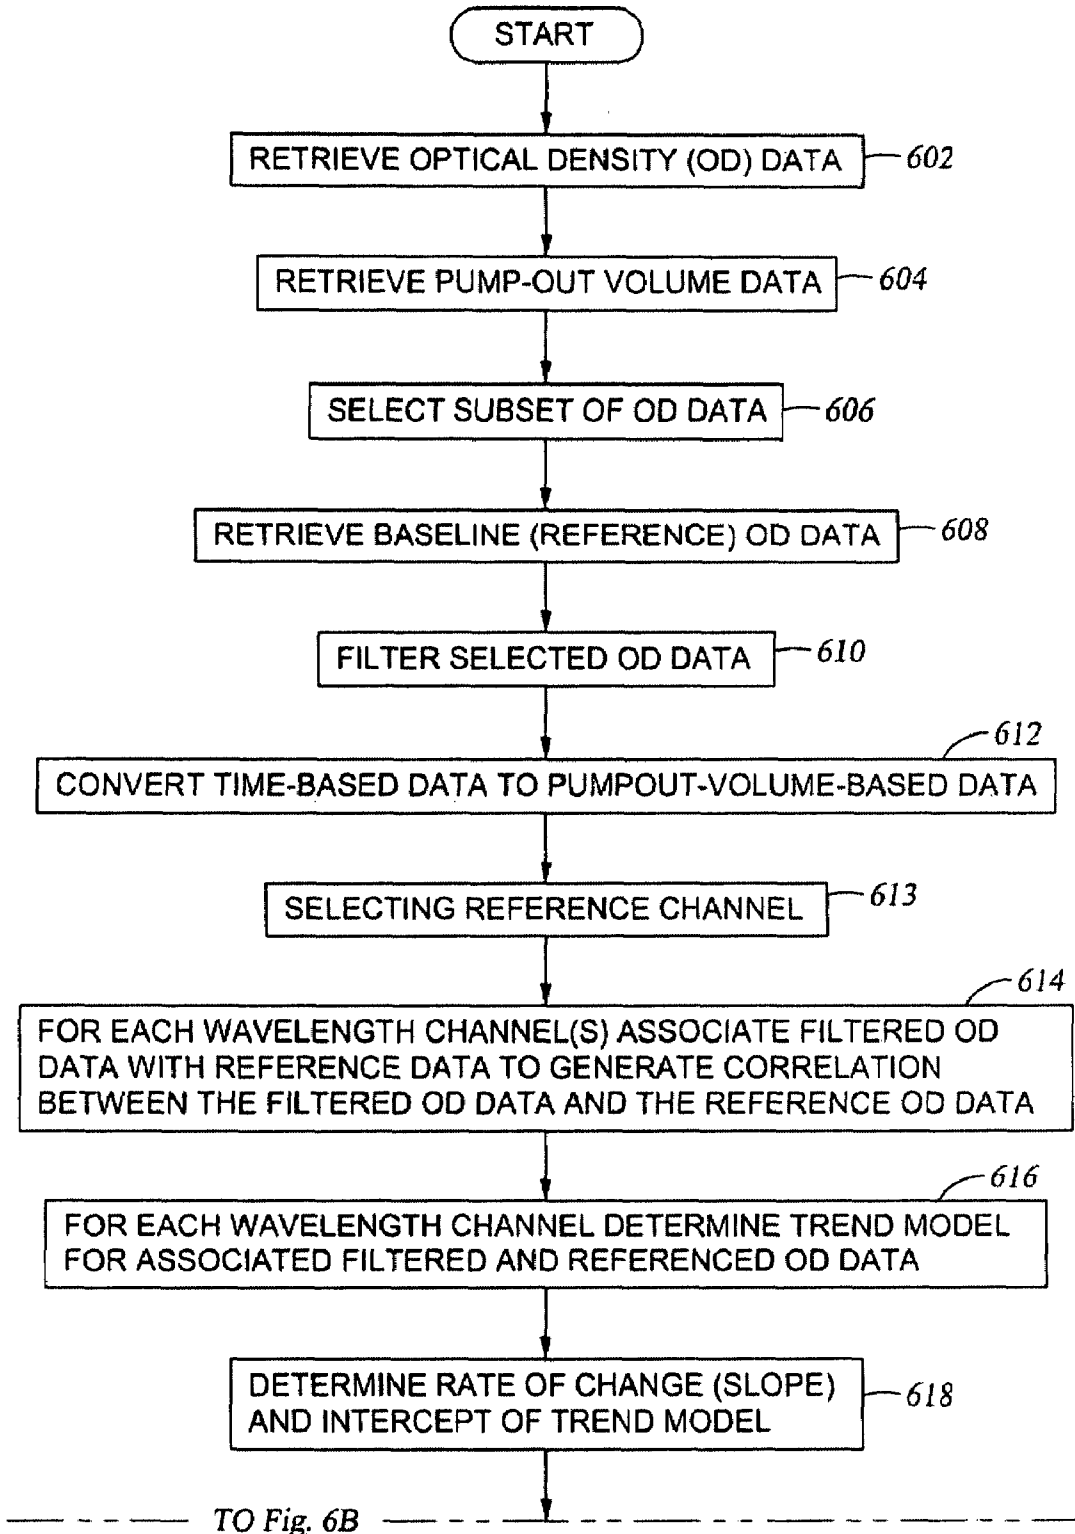 START
RETRIEVE OPTICAL DENSITY (OD) DATA
602
RETRIEVE PUMP-OUT VOLUME DATA
604
SELECT SUBSET OF OD DATA
606
RETRIEVE BASELINE (REFERENCE) OD DATA
608
FILTER SELECTED OD DATA
610
612
CONVERT TIME-BASED DATA TO PUMPOUT-VOLUME-BASED DATA
SELECTING REFERENCE CHANNEL
613
614
FOR EACH WAVELENGTH CHANNEL(S) ASSOCIATE FILTERED OD
DATA WITH REFERENCE DATA TO GENERATE CORRELATION
BETWEEN THE FILTERED OD DATA AND THE REFERENCE OD DATA
616
FOR EACH WAVELENGTH CHANNEL DETERMINE TREND MODEL
FOR ASSOCIATED FILTERED AND REFERENCED OD DATA
DETERMINE RATE OF CHANGE (SLOPE)
AND INTERCEPT OF TREND MODEL
618
TO Fig. 6B